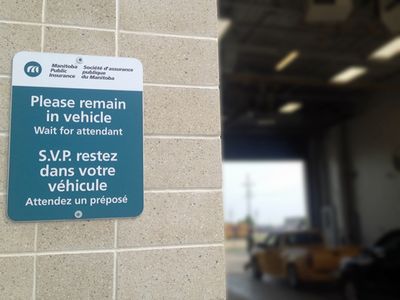 Manitoba
Public
Insurance
Société d'assurance
publique
du Manitoba
Please remain
in vehicle
Wait for attendant
S.V.P. restez
dans votre
véhicule
Attendez un préposé